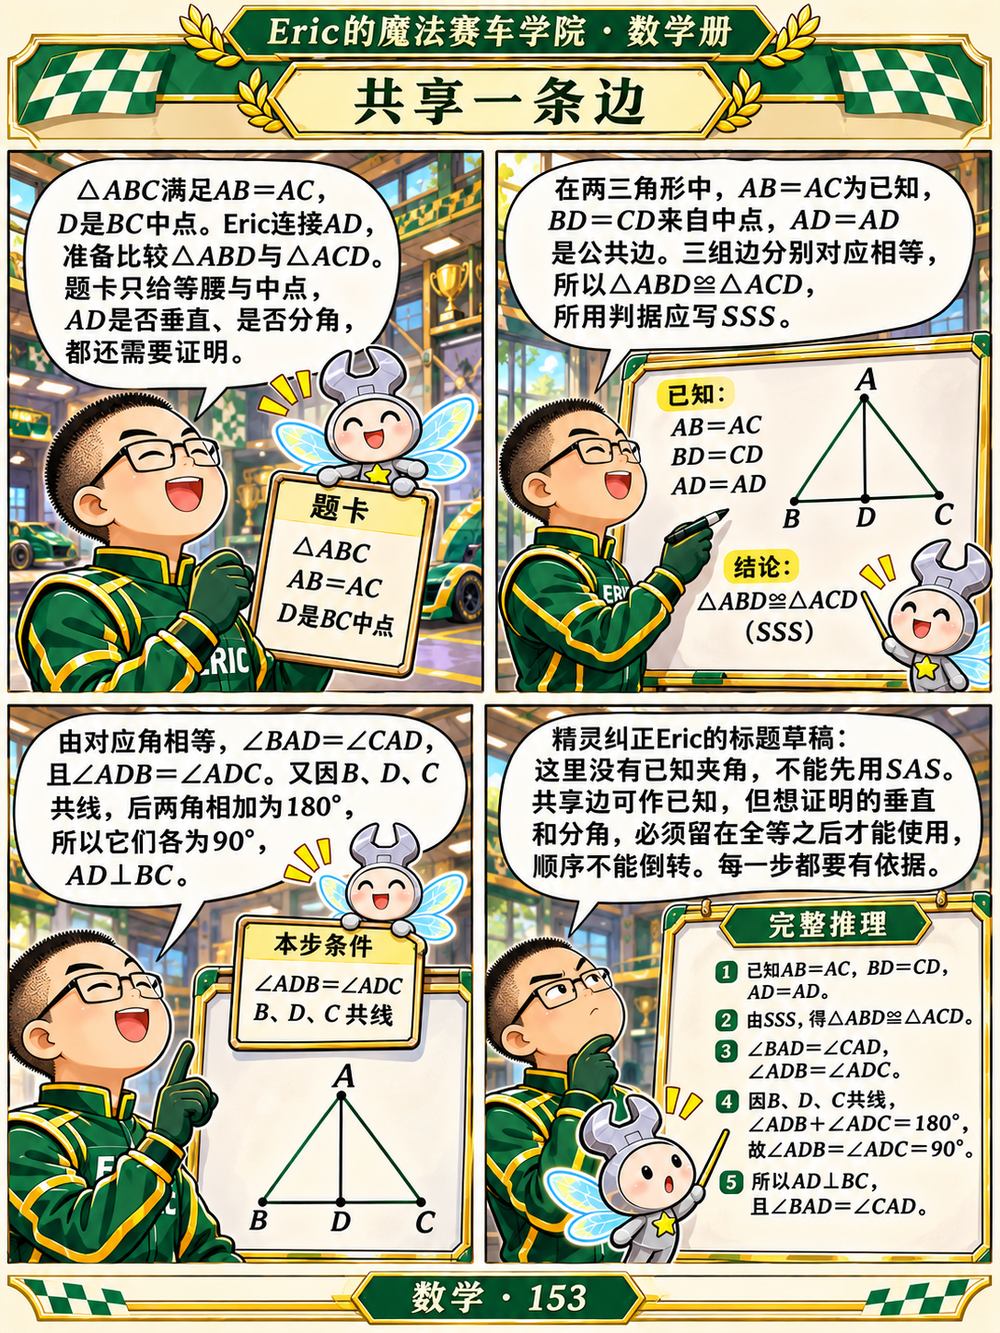 Eric的魔法赛车学院·数学册
共享一条边
△ABC满足AB＝AC，
D是BC中点。Eric连接AD，
准备比较△ABD与△ACD。
题卡只给等腰与中点，
AD是否垂直、是否分角，
都还需要证明。
题卡
△ABC
AB＝AC
D是BC中点
ERIC
在两三角形中，AB＝AC为已知，
BD＝CD来自中点，AD＝AD
是公共边。三组边分别对应相等，
所以△ABD≌△ACD，
所用判据应写SSS。
已知：
AB＝AC
BD＝CD
AD＝AD
A
B
D
C
结论：
△ABD≌△ACD
（SSS）
ERI
由对应角相等，∠BAD＝∠CAD，
且∠ADB＝∠ADC。又因B、D、C
共线，后两角相加为180°，
所以它们各为90°，
AD⊥BC。
本步条件
∠ADB＝∠ADC
B、D、C 共线
A
B
D
C
精灵纠正Eric的标题草稿：
这里没有已知夹角，不能先用SAS。
共享边可作已知，但想证明的垂直
和分角，必须留在全等之后才能使用，
顺序不能倒转。每一步都要有依据。
完整推理
1 已知AB＝AC，BD＝CD，
AD＝AD。
2 由SSS，得△ABD≌△ACD。
3 ∠BAD＝∠CAD，
∠ADB＝∠ADC。
4 因B、D、C共线，
∠ADB＋∠ADC＝180°，
故∠ADB＝∠ADC＝90°。
5 所以AD⊥BC，
且∠BAD＝∠CAD。
数学·153